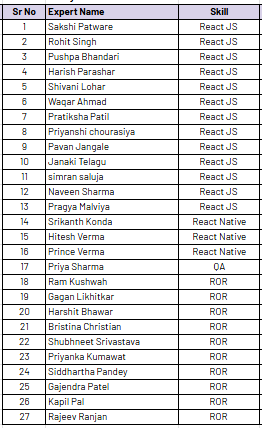 Sr No Expert Name Skill
1 Sakshi Patware React JS
2 Rohit Singh React JS
3 Pushpa Bhandari React JS
4 Harish Parashar React JS
5 Shivani Lohar React JS
6 Waqar Ahmad React JS
7 Pratiksha Patil React JS
8 Priyanshi chourasiya React JS
9 Pavan Jangale React JS
10 Janaki Telagu React JS
11 simran saluja React JS
12 Naveen Sharma React JS
13 Pragya Malviya React JS
14 Srikanth Konda React Native
15 Hitesh Verma React Native
16 Prince Verma React Native
17 Priya Sharma QA
18 Ram Kushwah ROR
19 Gagan Likhitkar ROR
20 Harshit Bhawar ROR
21 Bristina Christian ROR
22 Shubhneet Srivastava ROR
23 Priyanka Kumawat ROR
24 Siddhartha Pandey ROR
25 Gajendra Patel ROR
26 Kapil Pal ROR
27 Rajeev Ranjan ROR